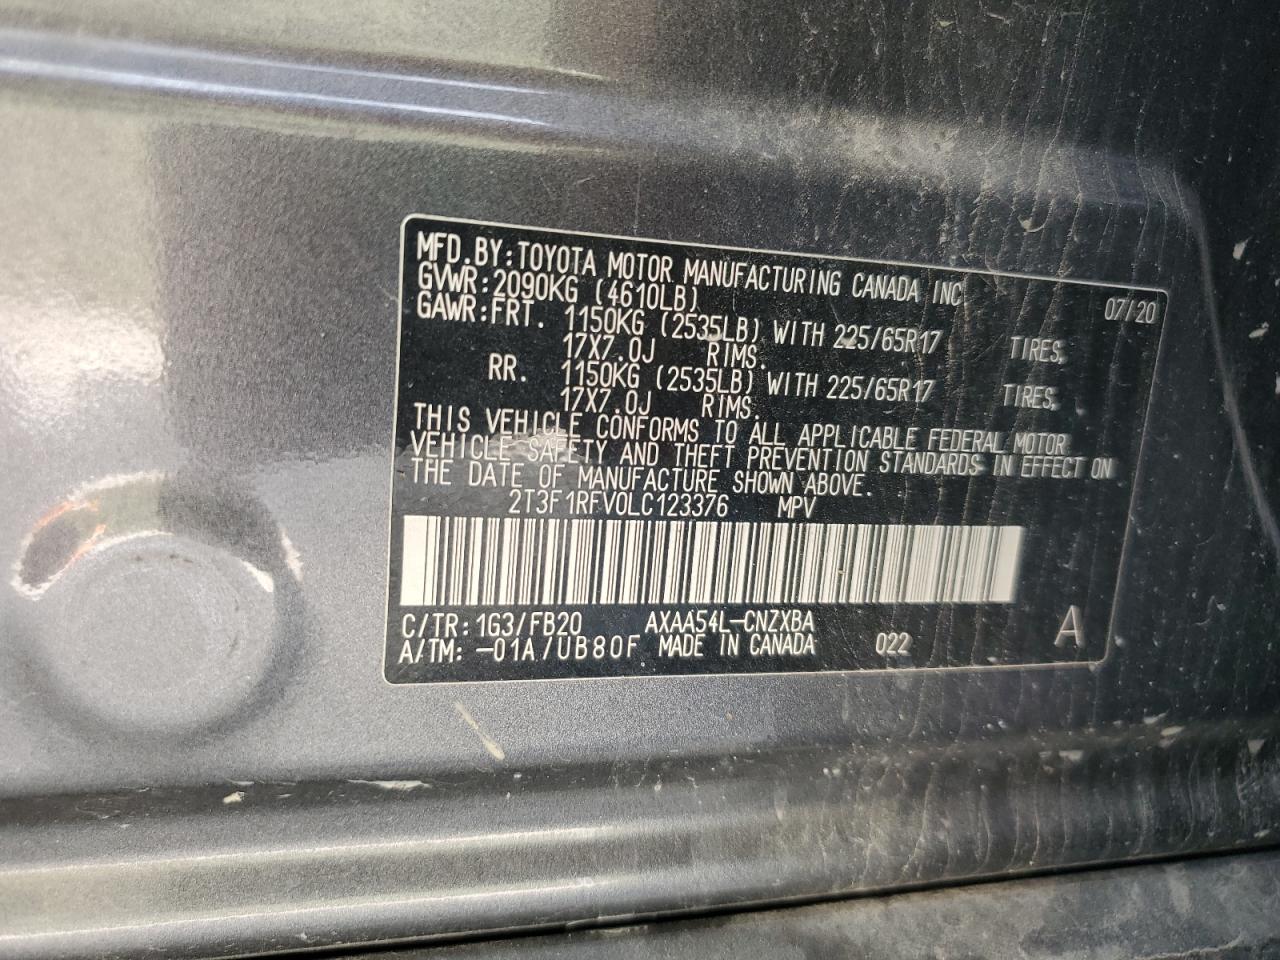 MFD.BY:TOYOTA MOTOR MANUFACTURING CANADA INC. 07/20
GVWR:2090KG (4610LB)
GAWR:FRT. 1150KG (2535LB) WITH 225/65R17 TIRES,
17X7.0J RIMS.
RR. 1150KG (2535LB) WITH 225/65R17 TIRES,
17X7.0J RIMS.
THIS VEHICLE CONFORMS TO ALL APPLICABLE FEDERAL MOTOR
VEHICLE SAFETY AND THEFT PREVENTION STANDARDS IN EFFECT ON
THE DATE OF MANUFACTURE SHOWN ABOVE.
2T3F1RFV0LC123376 MPV
C/TR:1G3/FB20 AXAA54L-CNZXBA
A/TM:-01A/UB80F MADE IN CANADA 022 A